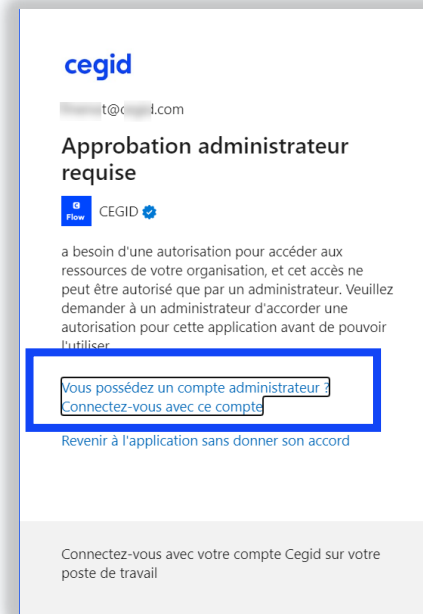 cegid
t@c d.com
Approbation administrateur
requise
Flow
CEGID
a besoin d'une autorisation pour accéder aux
ressources de votre organisation, et cet accès ne
peut être autorisé que par un administrateur. Veuillez
demander à un administrateur d'accorder une
autorisation pour cette application avant de pouvoir
l'utiliser
Vous possédez un compte administrateur ?
Connectez-vous avec ce compte
Revenir à l'application sans donner son accord
Connectez-vous avec votre compte Cegid sur votre
poste de travail